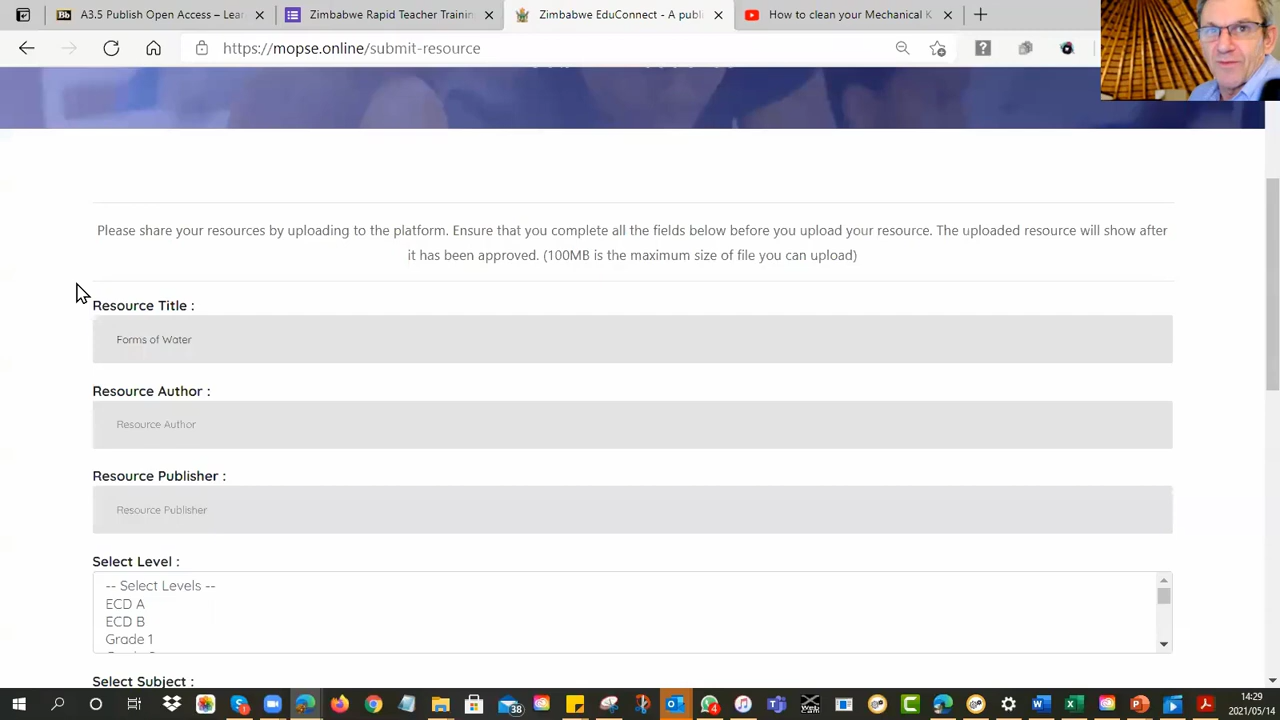 A3.5 Publish Open Access – Lear
Zimbabwe Rapid Teacher Training
Zimbabwe EduConnect - A publi
How to clean your Mechanical K
https://mopse.online/submit-resource
Please share your resources by uploading to the platform. Ensure that you complete all the fields below before you upload your resource. The uploaded resource will show after
it has been approved. (100MB is the maximum size of file you can upload)
Resource Title :
Forms of Water
Resource Author :
Resource Author
Resource Publisher :
Resource Publisher
Select Level :
-- Select Levels --
ECD A
ECD B
Grade 1
Select Subject :
14:29
2021/05/14
38
4
1